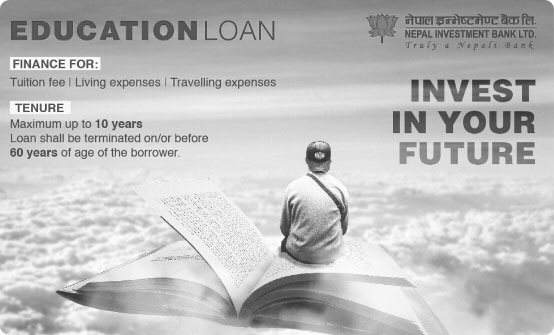 EDUCATION LOAN
नेपाल इन्भेष्टमेण्ट बैंक लि.
NEPAL INVESTMENT BANK LTD.
Truly a Nepali Bank
FINANCE FOR:
Tuition fee | Living expenses | Travelling expenses
TENURE
Maximum up to 10 years
Loan shall be terminated on/or before
60 years of age of the borrower.
INVEST
IN YOUR
FUTURE